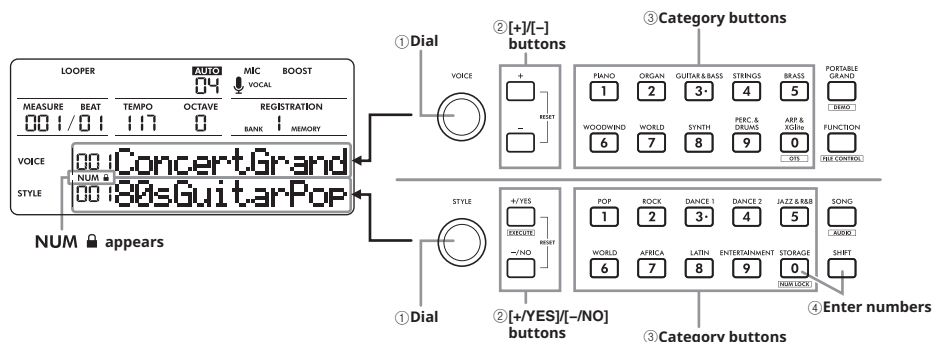 ③Category buttons
②[+]/[–]
buttons
①Dial
LOOPER AUTO MIC BOOST
04 VOCAL
MEASURE BEAT TEMPO OCTAVE REGISTRATION
001/01 117 0 BANK 1 MEMORY
VOICE 001 ConcertGrand
NUM
STYLE 001 80sGuitarPop
NUM appears
VOICE + – RESET
PIANO ORGAN GUITAR & BASS STRINGS BRASS PORTABLE GRAND
1 2 3• 4 5 DEMO
WOODWIND WORLD SYNTH PERC. & DRUMS ARP. & XGlite FUNCTION
6 7 8 9 0 FILE CONTROL
OTS
STYLE +/YES EXECUTE –/NO RESET
POP ROCK DANCE 1 DANCE 2 JAZZ & R&B SONG
1 2 3• 4 5 AUDIO
WORLD AFRICA LATIN ENTERTAINMENT STORAGE SHIFT
6 7 8 9 0
NUM LOCK
①Dial
②[+/YES]/[–/NO]
buttons
③Category buttons
④Enter numbers